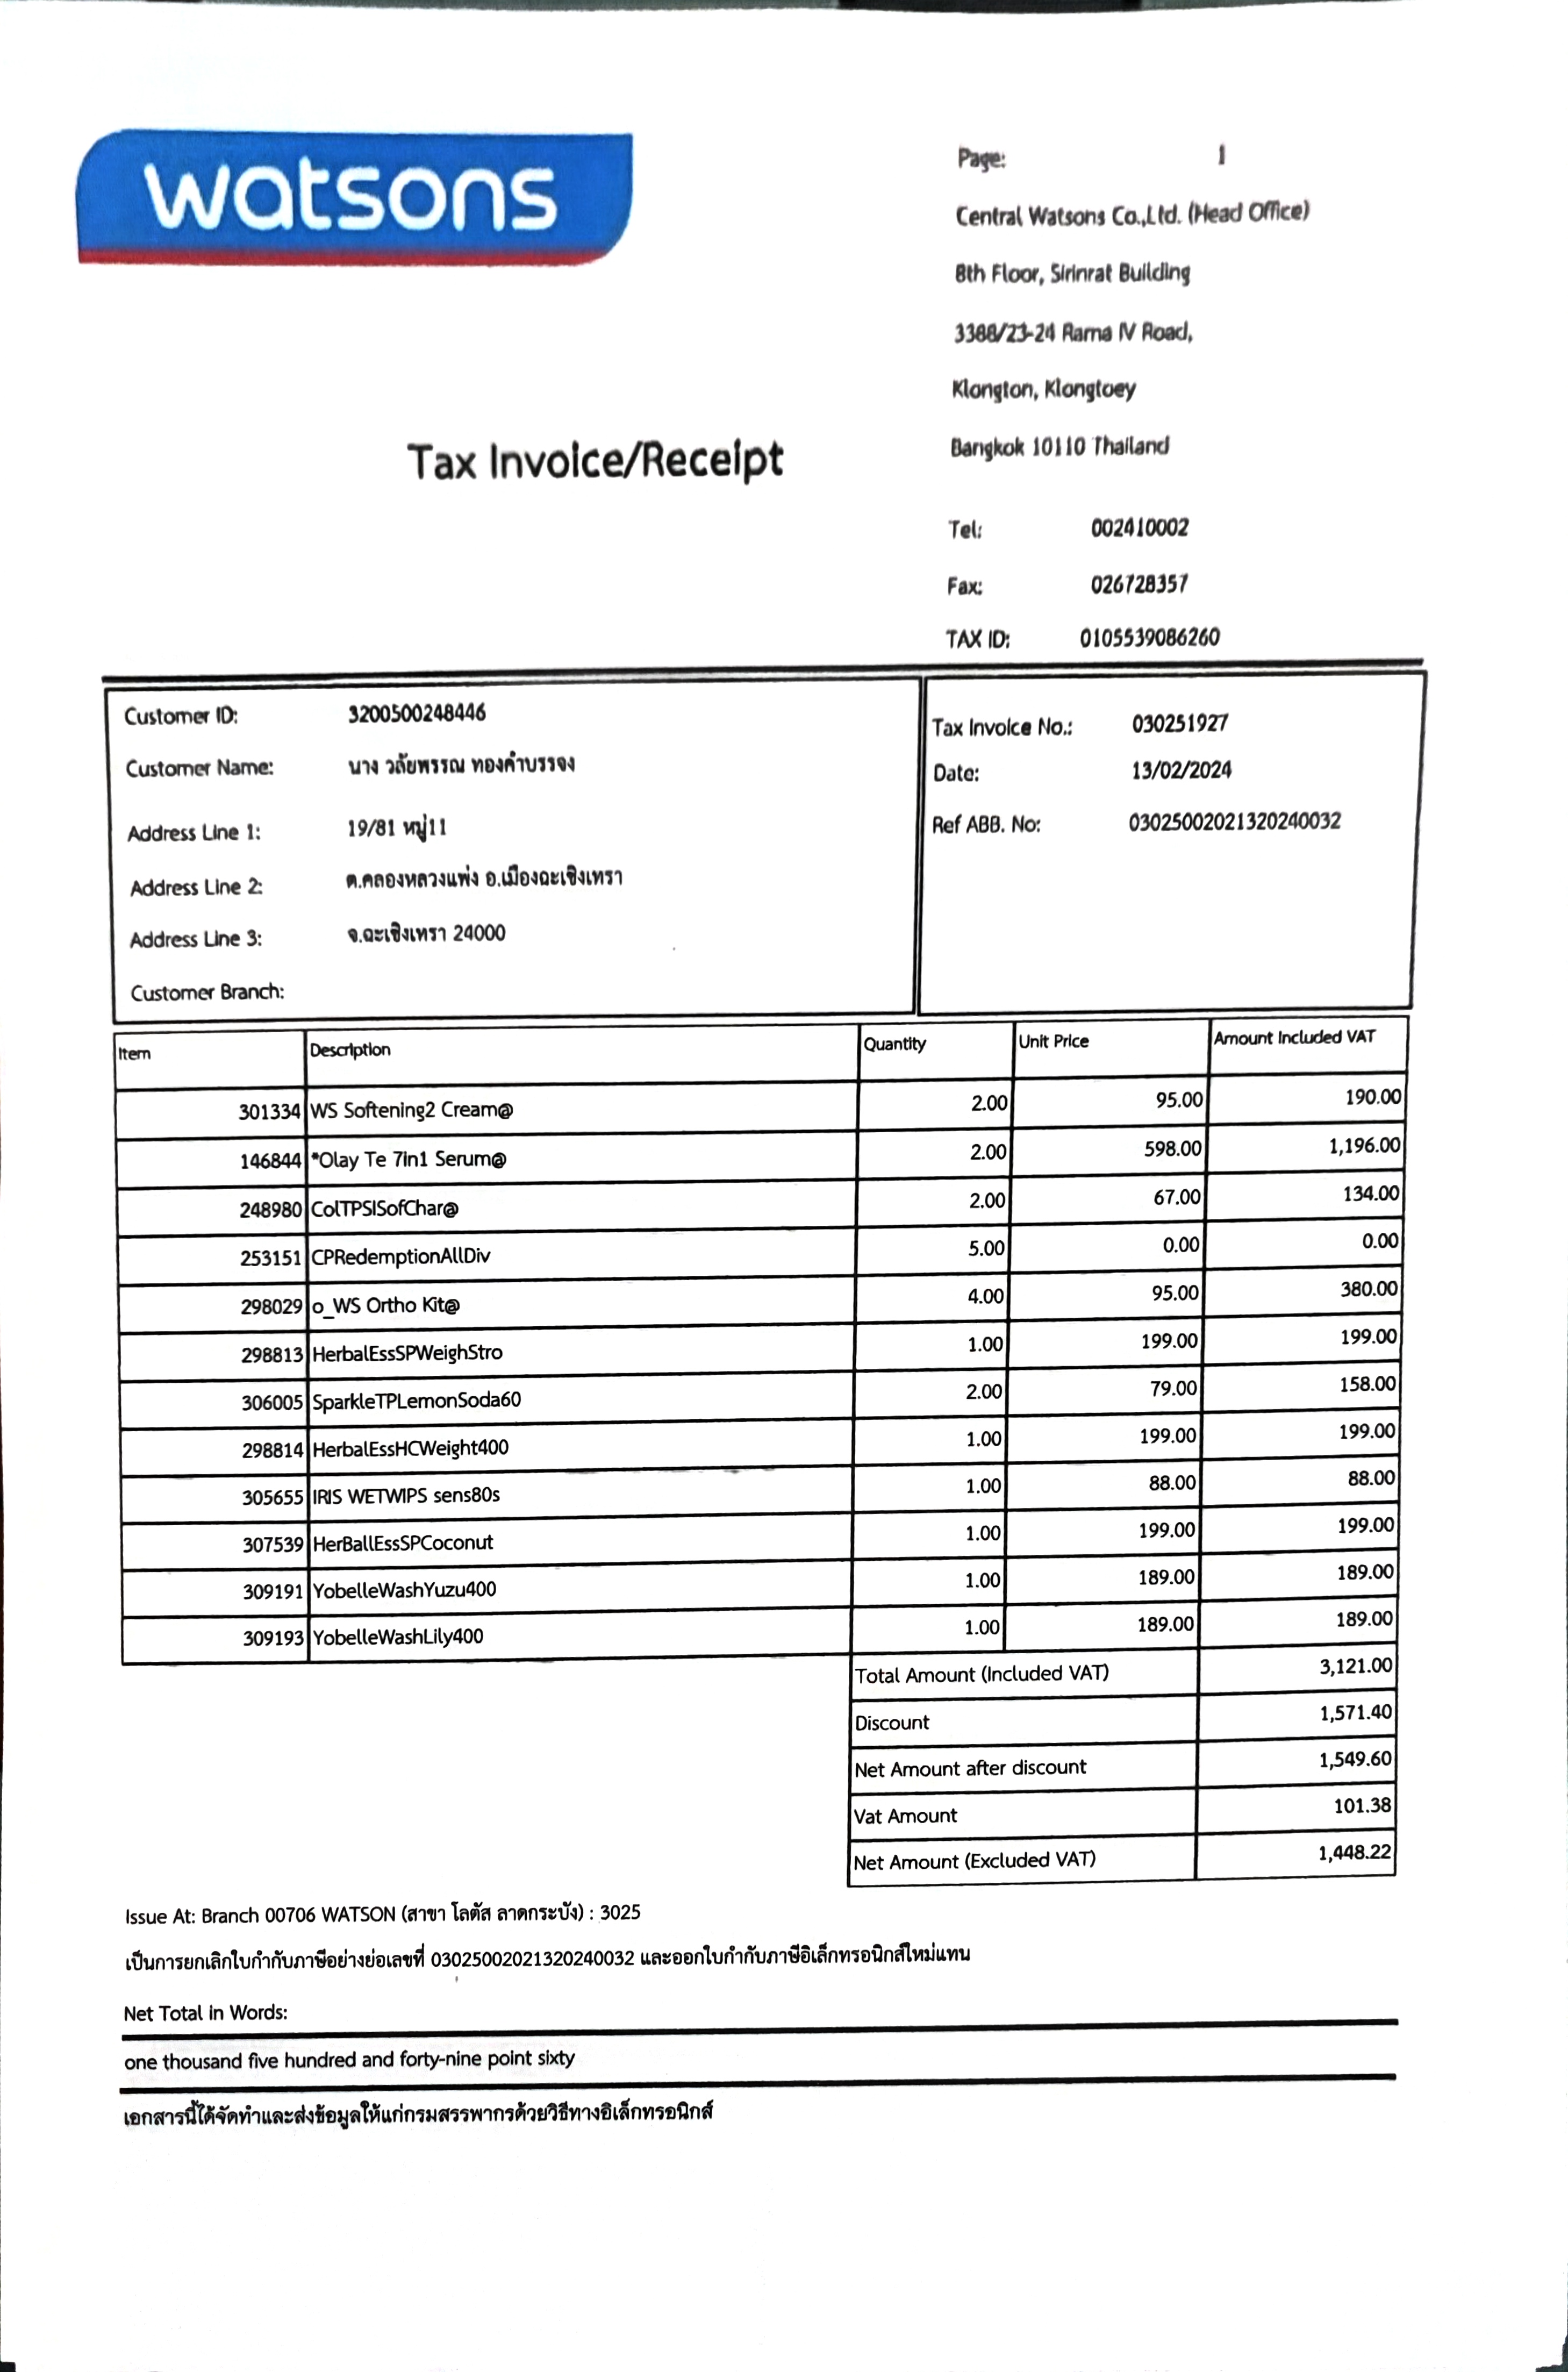 watsons
Page: 1
Central Watsons Co.,Ltd. (Head Office)
8th Floor, Sirinrat Building
3388/23-24 Rama IV Road,
Klongton, Klongtoey
Bangkok 10110 Thailand
Tax Invoice/Receipt
Tel: 002410002
Fax: 026728357
TAX ID: 0105539086260
Customer ID: 3200500248446
Customer Name: นาง วลัยพรรณ ทองคำบรรจง
Address Line 1: 19/81 หมู่11
Address Line 2: ต.คลองหลวงแพ่ง อ.เมืองฉะเชิงเทรา
Address Line 3: จ.ฉะเชิงเทรา 24000
Customer Branch:
Tax Invoice No.: 030251927
Date: 13/02/2024
Ref ABB. No: 03025002021320240032
Item Description Quantity Unit Price Amount Included VAT
301334 WS Softening2 Cream@ 2.00 95.00 190.00
146844 *Olay Te 7in1 Serum@ 2.00 598.00 1,196.00
248980 ColTPSlSofChar@ 2.00 67.00 134.00
253151 CPRedemptionAllDiv 5.00 0.00 0.00
298029 o_WS Ortho Kit@ 4.00 95.00 380.00
298813 HerbalEssSPWeighStro 1.00 199.00 199.00
306005 SparkleTPLemonSoda60 2.00 79.00 158.00
298814 HerbalEssHCWeight400 1.00 199.00 199.00
305655 IRIS WETWIPS sens80s 1.00 88.00 88.00
307539 HerBallEssSPCoconut 1.00 199.00 199.00
309191 YobelleWashYuzu400 1.00 189.00 189.00
309193 YobelleWashLily400 1.00 189.00 189.00
Total Amount (Included VAT) 3,121.00
Discount 1,571.40
Net Amount after discount 1,549.60
Vat Amount 101.38
Net Amount (Excluded VAT) 1,448.22
Issue At: Branch 00706 WATSON (สาขา โลตัส ลาดกระบัง) : 3025
เป็นการยกเลิกใบกำกับภาษีอย่างย่อเลขที่ 03025002021320240032 และออกใบกำกับภาษีอิเล็กทรอนิกส์ใหม่แทน
Net Total in Words:
one thousand five hundred and forty-nine point sixty
เอกสารนี้ได้จัดทำและส่งข้อมูลให้แก่กรมสรรพากรด้วยวิธีทางอิเล็กทรอนิกส์